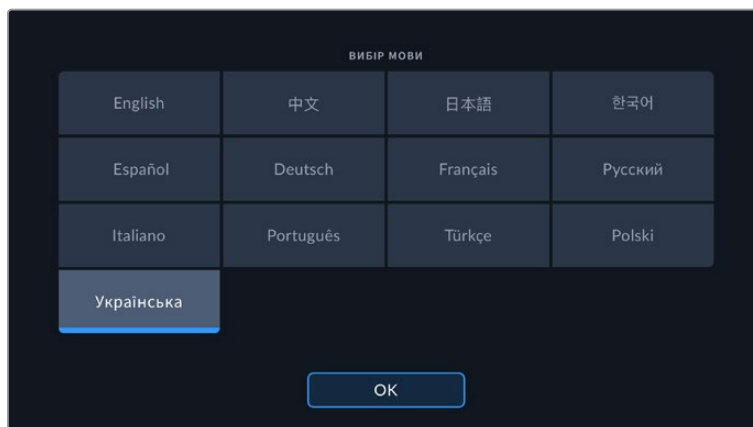 ВИБІР МОВИ
English 中文 日本語 한국어
Español Deutsch Français Русский
Italiano Português Türkçe Polski
Українська
OK